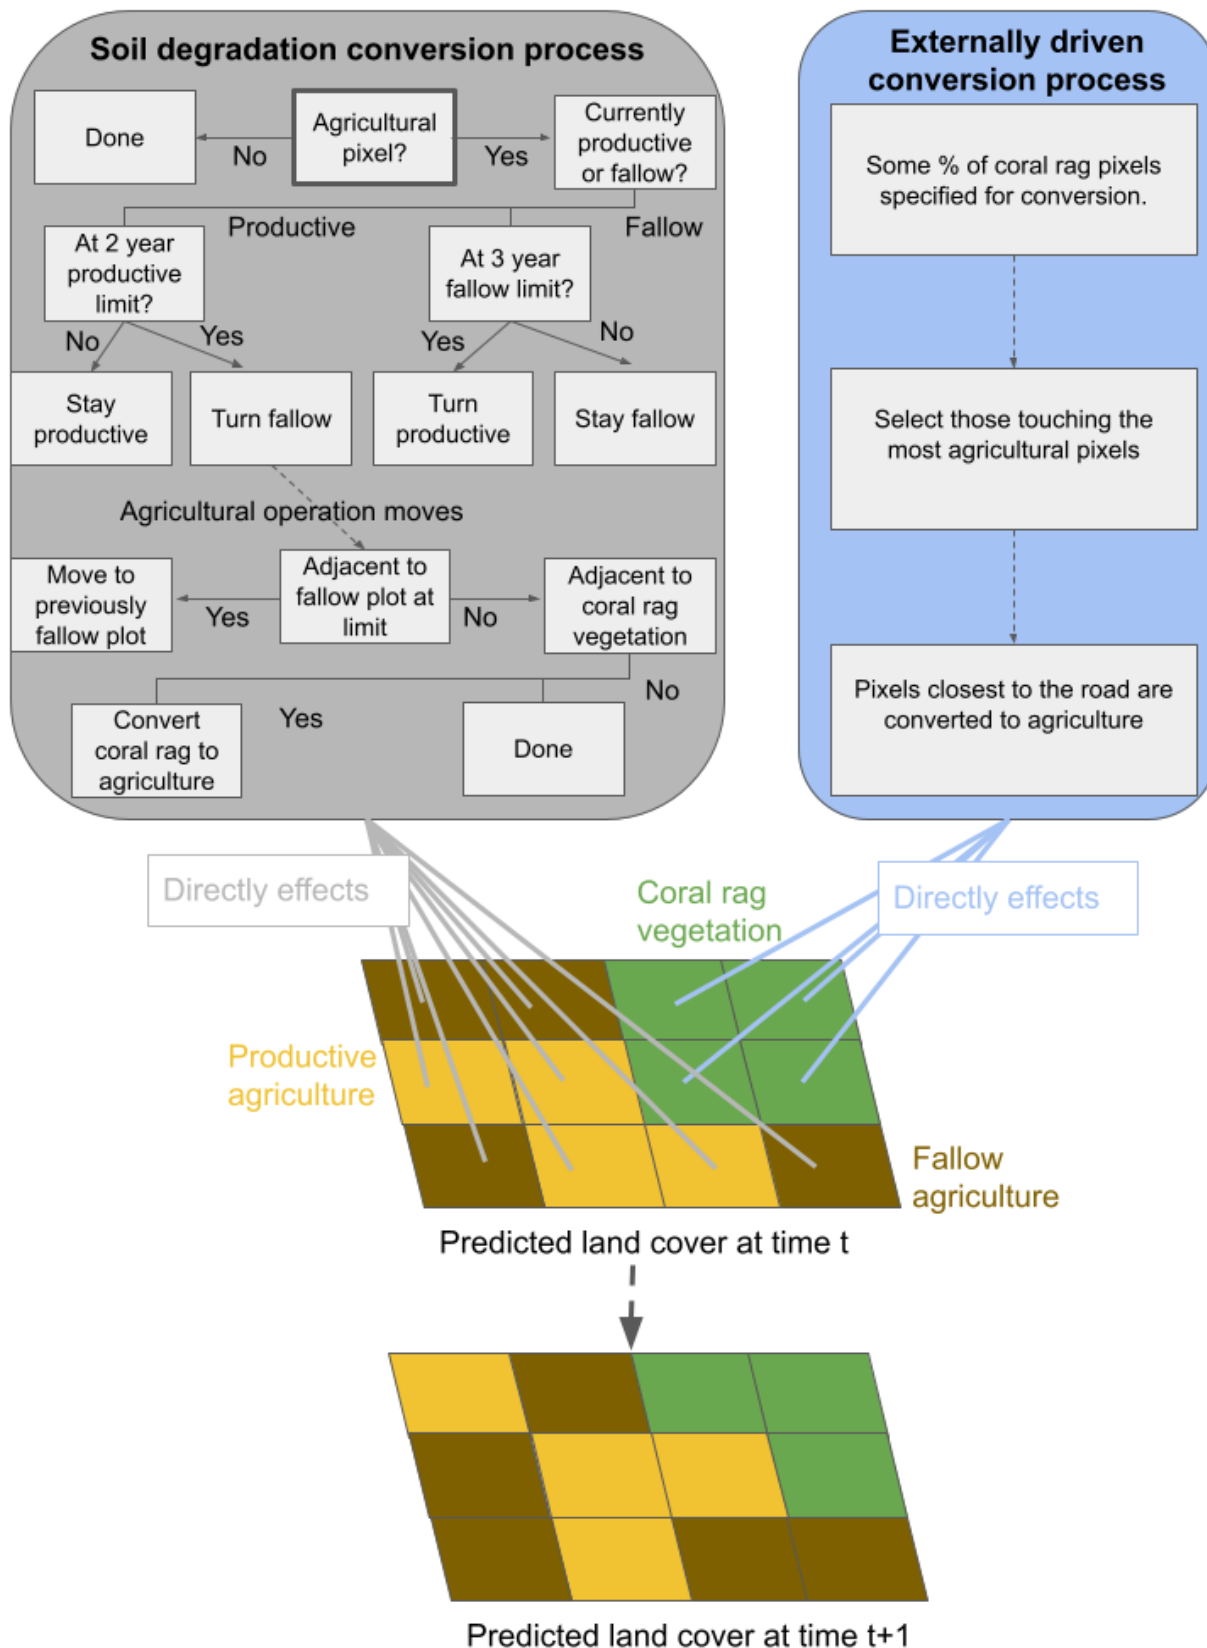 Soil degradation conversion process
Done
No
Agricultural
pixel?
Yes
Currently
productive
or fallow?
Productive
Fallow
At 2 year
productive
limit?
At 3 year
fallow limit?
No
Yes
Yes
No
Stay
productive
Turn fallow
Turn
productive
Stay fallow
Agricultural operation moves
Move to
previously
fallow plot
Yes
Adjacent to
fallow plot at
limit
No
Adjacent to
coral rag
vegetation
Convert
coral rag to
agriculture
Yes
Done
No
Externally driven
conversion process
Some % of coral rag pixels
specified for conversion.
Select those touching the
most agricultural pixels
Pixels closest to the road are
converted to agriculture
Directly effects
Coral rag
vegetation
Directly effects
Productive
agriculture
Fallow
agriculture
Predicted land cover at time t
Predicted land cover at time t+1